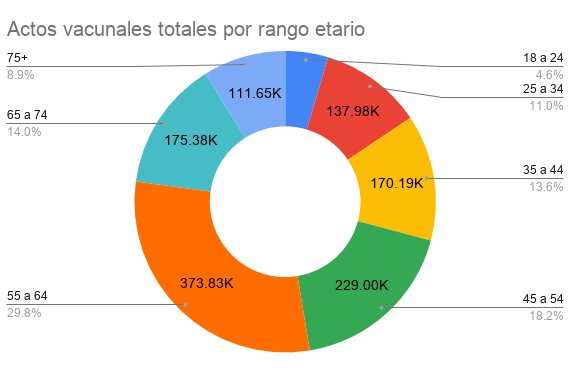 Actos vacunales totales por rango etario
75+
8.9%
18 a 24
4.6%
25 a 34
11.0%
111.65K
137.98K
65 a 74
14.0%
175.38K
35 a 44
13.6%
170.19K
373.83K
229.00K
55 a 64
29.8%
45 a 54
18.2%